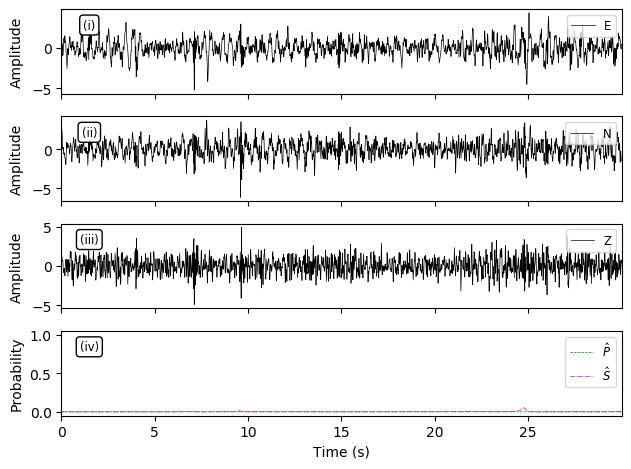 (i)
E
Amplitude
0
−5
(ii)
N
Amplitude
0
−5
(iii)
Z
Amplitude
5
0
−5
(iv)
P̂
Ŝ
Probability
1.0
0.5
0.0
0 5 10 15 20 25
Time (s)